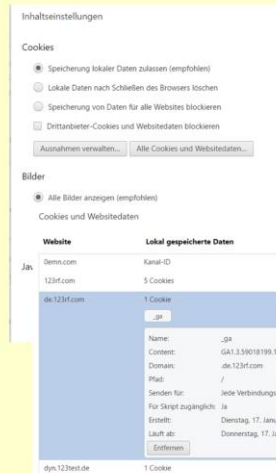 Inhaltseinstellungen
Cookies
Speicherung lokaler Daten zulassen (empfohlen)
Lokale Daten nach Schließen des Browsers löschen
Speicherung von Daten für alle Websites blockieren
Drittanbieter-Cookies und Websitedaten blockieren
Ausnahmen verwalten... Alle Cookies und Websitedaten...
Bilder
Alle Bilder anzeigen (empfohlen)
Cookies und Websitedaten
Website Lokal gespeicherte Daten
0emn.com Kanal-ID
Jav
123rf.com 5 Cookies
de.123rf.com 1 Cookie
_ga
Name: _ga
Content: GA1.3.59018199.1
Domain: .de.123rf.com
Pfad: /
Senden für: Jede Verbindungs
Für Skript zugänglich: Ja
Erstellt: Dienstag, 17. Janu
Läuft ab: Donnerstag, 17. Ja
Entfernen
dyn.123test.de 1 Cookie